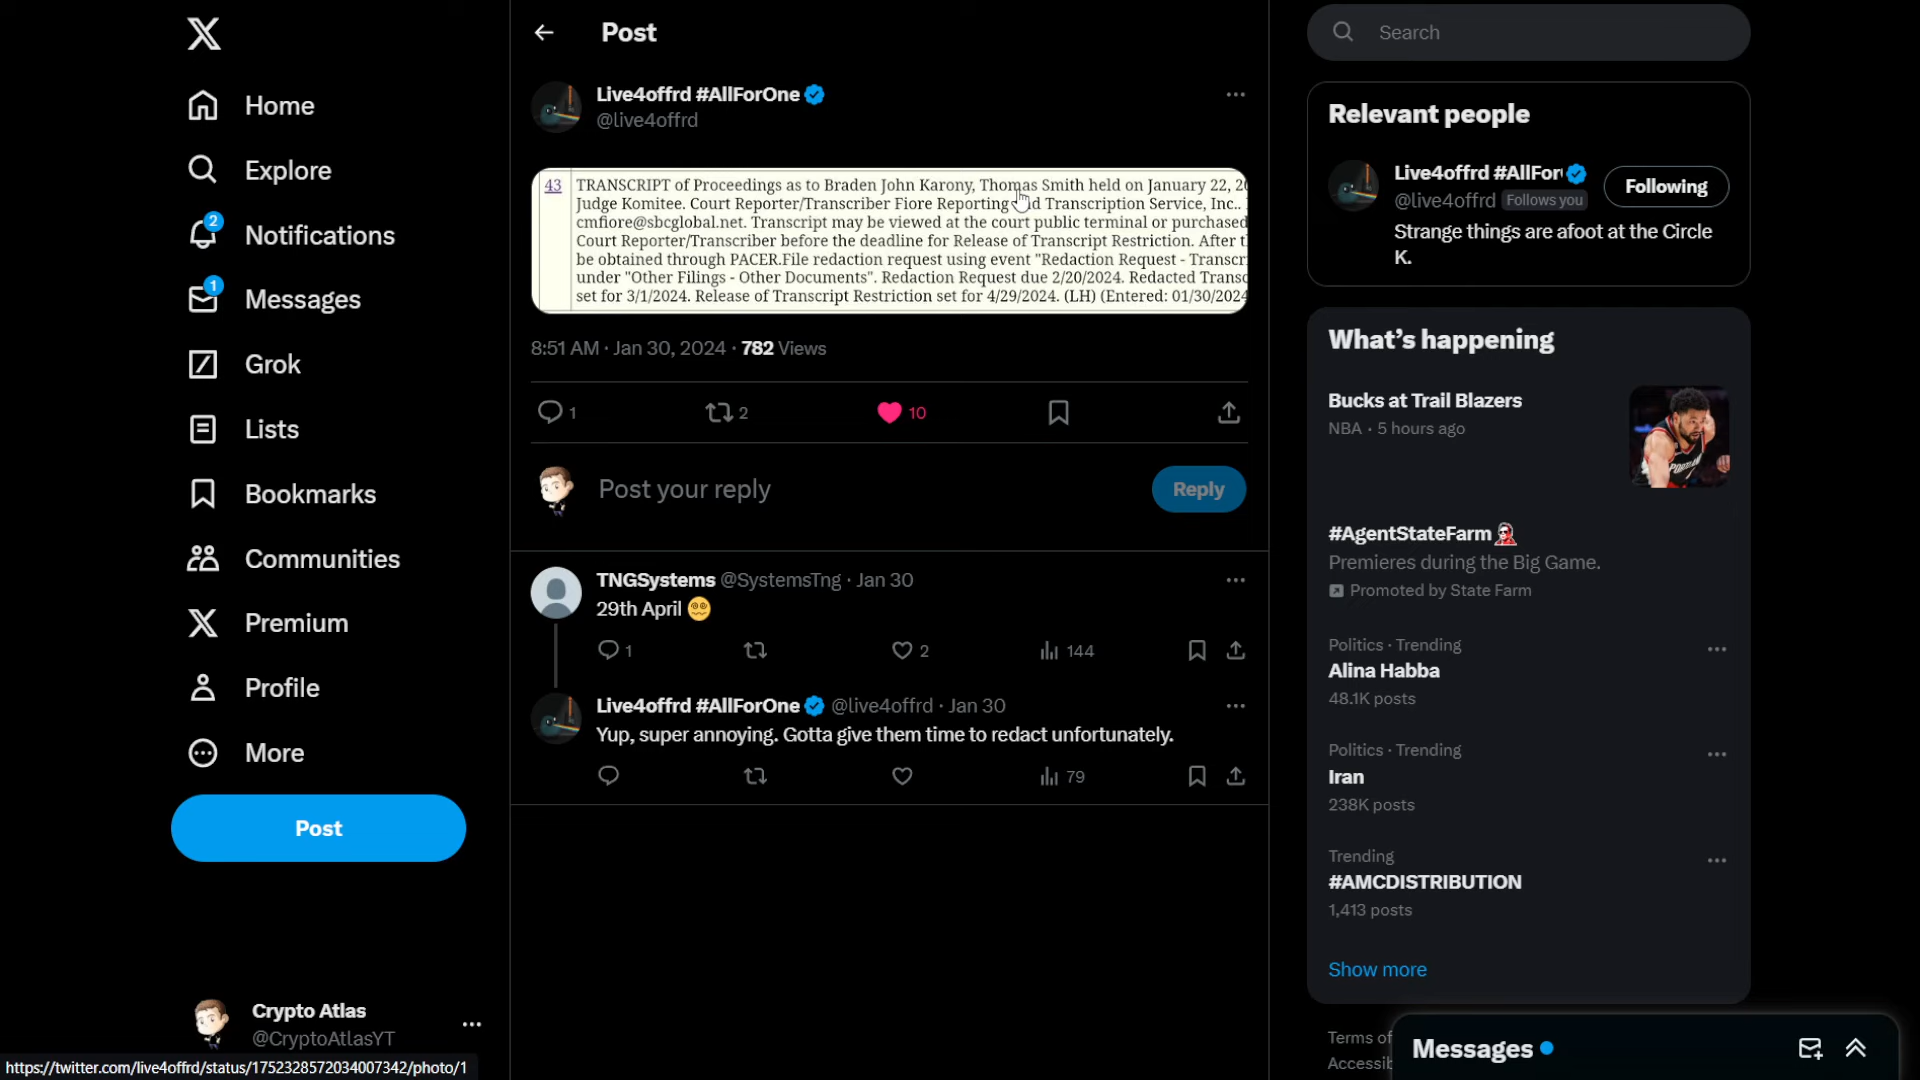 Home
Explore
2
Notifications
1
Messages
Grok
Lists
Bookmarks
Communities
Premium
Profile
More
Post
Crypto Atlas
@CryptoAtlasYT
https://twitter.com/live4offrd/status/1752328572034007342/photo/1
Post
Live4offrd #AllForOne
@live4offrd
43 TRANSCRIPT of Proceedings as to Braden John Karony, Thomas Smith held on January 22,
Judge Komitee. Court Reporter/Transcriber Fiore Reporting and Transcription Service, Inc..
cmfiore@sbcglobal.net. Transcript may be viewed at the court public terminal or purchased
Court Reporter/Transcriber before the deadline for Release of Transcript Restriction. After
be obtained through PACER.File redaction request using event "Redaction Request - Transcr
under "Other Filings - Other Documents". Redaction Request due 2/20/2024. Redacted Transc
set for 3/1/2024. Release of Transcript Restriction set for 4/29/2024. (LH) (Entered: 01/30/2024
8:51 AM · Jan 30, 2024 · 782 Views
1 2 10
Post your reply
Reply
TNGSystems @SystemsTng · Jan 30
29th April 😵‍💫
1 2 144
Live4offrd #AllForOne @live4offrd · Jan 30
Yup, super annoying. Gotta give them time to redact unfortunately.
79
Search
Relevant people
Live4offrd #AllFor
@live4offrd Follows you
Following
Strange things are afoot at the Circle
K.
What's happening
Bucks at Trail Blazers
NBA · 5 hours ago
#AgentStateFarm
Premieres during the Big Game.
Promoted by State Farm
Politics · Trending
Alina Habba
48.1K posts
Politics · Trending
Iran
238K posts
Trending
#AMCDISTRIBUTION
1,413 posts
Show more
Terms of
Accessib
Messages